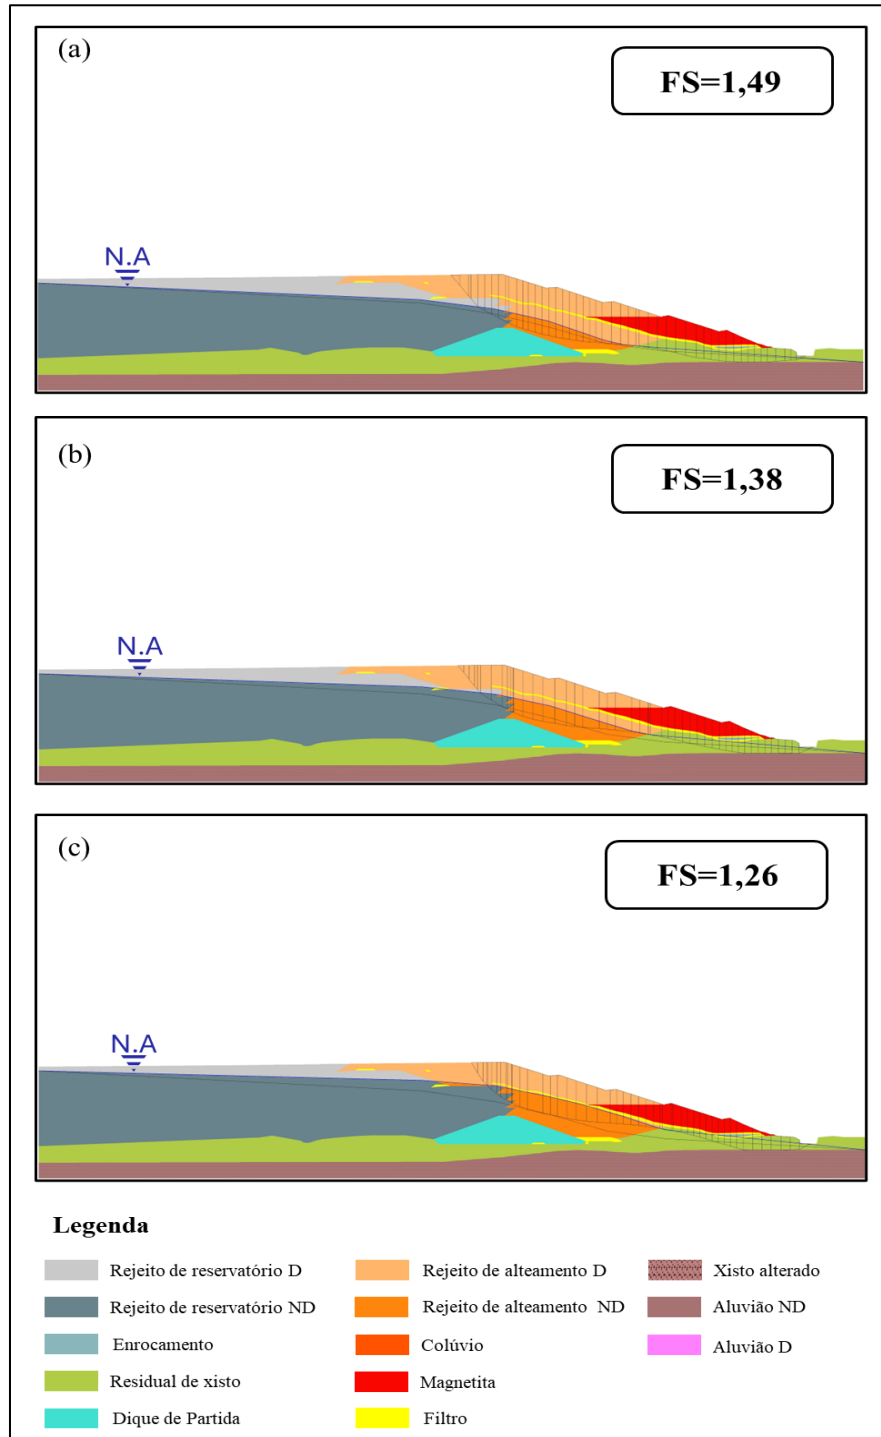 (a)
FS=1,49
N.A
(b)
FS=1,38
N.A
(c)
FS=1,26
N.A
Legenda
Rejeito de reservatório D
Rejeito de alteamento D
Xisto alterado
Rejeito de reservatório ND
Rejeito de alteamento ND
Aluvião ND
Enrocamento
Colúvio
Aluvião D
Residual de xisto
Magnetita
Dique de Partida
Filtro